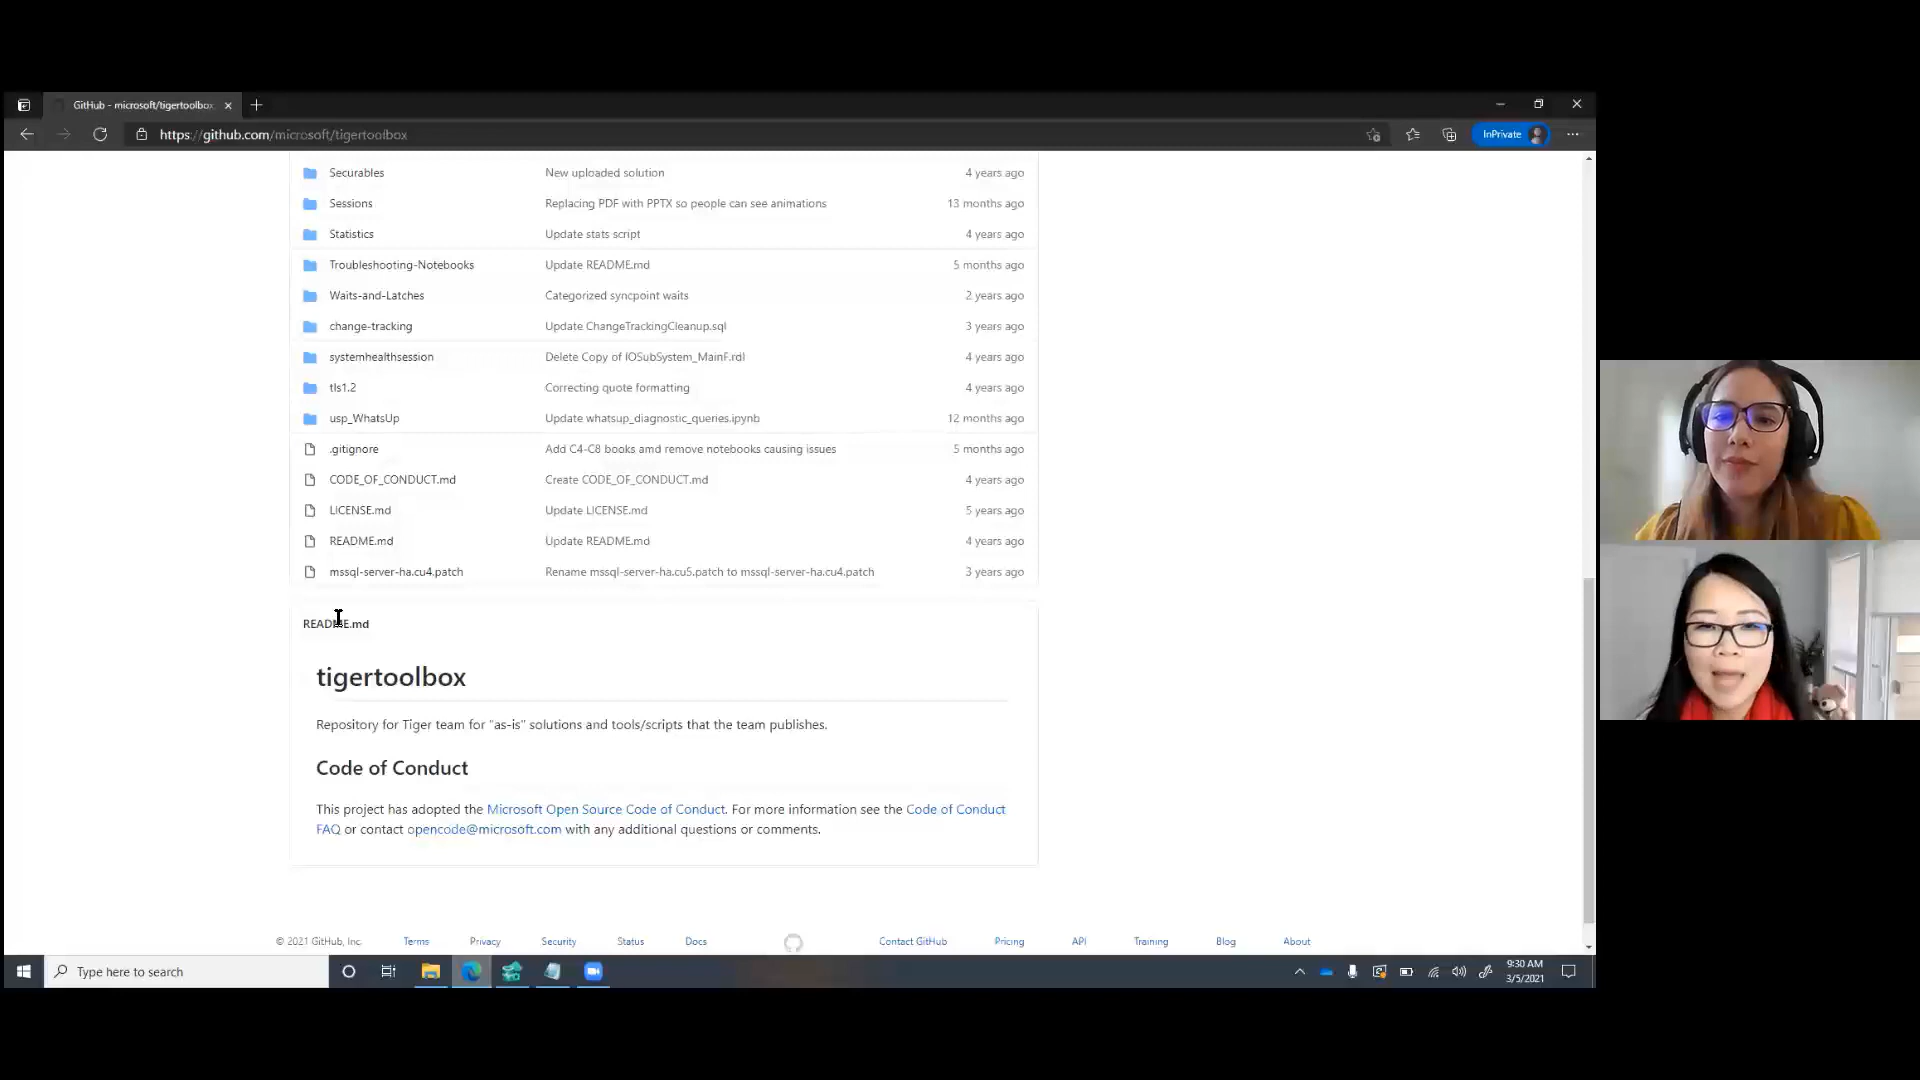 GitHub - microsoft/tigertoolbox
https://github.com/microsoft/tigertoolbox
InPrivate
Securables New uploaded solution 4 years ago
Sessions Replacing PDF with PPTX so people can see animations 13 months ago
Statistics Update stats script 4 years ago
Troubleshooting-Notebooks Update README.md 5 months ago
Waits-and-Latches Categorized syncpoint waits 2 years ago
change-tracking Update ChangeTrackingCleanup.sql 3 years ago
systemhealthsession Delete Copy of IOSubSystem_MainF.rdl 4 years ago
tls1.2 Correcting quote formatting 4 years ago
usp_WhatsUp Update whatsup_diagnostic_queries.ipynb 12 months ago
.gitignore Add C4-C8 books amd remove notebooks causing issues 5 months ago
CODE_OF_CONDUCT.md Create CODE_OF_CONDUCT.md 4 years ago
LICENSE.md Update LICENSE.md 5 years ago
README.md Update README.md 4 years ago
mssql-server-ha.cu4.patch Rename mssql-server-ha.cu5.patch to mssql-server-ha.cu4.patch 3 years ago
README.md
tigertoolbox
Repository for Tiger team for "as-is" solutions and tools/scripts that the team publishes.
Code of Conduct
This project has adopted the Microsoft Open Source Code of Conduct. For more information see the Code of Conduct
FAQ or contact opencode@microsoft.com with any additional questions or comments.
© 2021 GitHub, Inc. Terms Privacy Security Status Docs Contact GitHub Pricing API Training Blog About
Type here to search
9:30 AM
3/5/2021